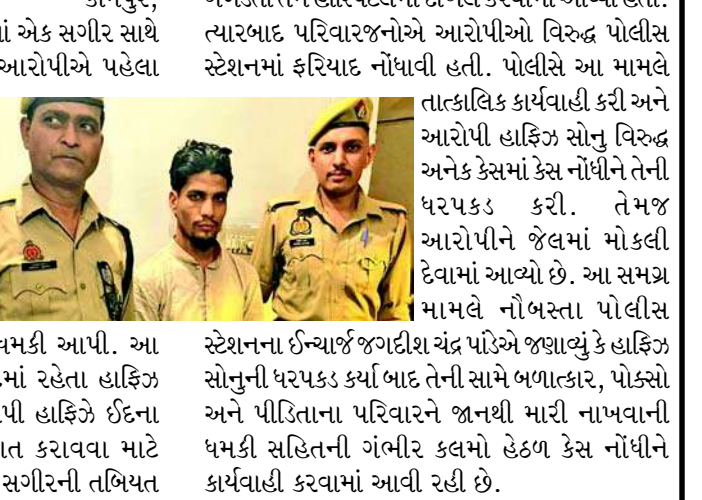 કાનપુર,
માં એક સગીર સાથે
આરોપીએ પહેલા
ધમકી આપી. આ
માં રહેતા હાફિઝ
પી હાફિઝે ઈદના
ાત કરાવવા માટે
સગીરની તબિયત
ત્યારબાદ પરિવારજનોએ આરોપીઓ વિરુદ્ધ પોલીસ
સ્ટેશનમાં ફરિયાદ નોંધાવી હતી. પોલીસે આ મામલે
તાત્કાલિક કાર્યવાહી કરી અને
આરોપી હાફિઝ સોનુ વિરુદ્ધ
અનેક કેસમાં કેસ નોંધીને તેની
ધરપકડ કરી. તેમજ
આરોપીને જેલમાં મોકલી
દેવામાં આવ્યો છે. આ સમગ્ર
મામલે નૌબસ્તા પોલીસ
સ્ટેશનના ઈન્ચાર્જ જગદીશ ચંદ્ર પાંડેએ જણાવ્યું કે હાફિઝ
સોનુની ધરપકડ કર્યા બાદ તેની સામે બળાત્કાર, પોક્સો
અને પીડિતાના પરિવારને જાનથી મારી નાખવાની
ધમકી સહિતની ગંભીર કલમો હેઠળ કેસ નોંધીને
કાર્યવાહી કરવામાં આવી રહી છે.